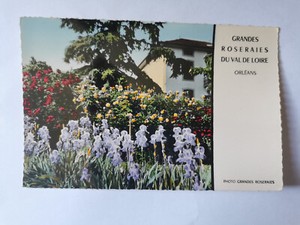 GRANDES
ROSERAIES
DU VAL DE LOIRE
ORLÉANS
PHOTO GRANDES ROSERAIES